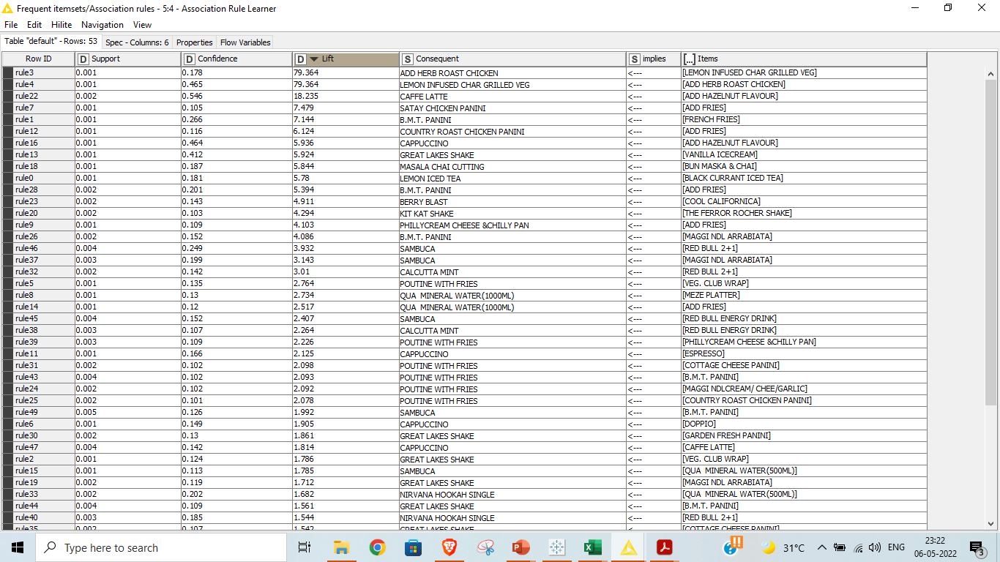 Frequent itemsets/Association rules - 5:4 - Association Rule Learner
File Edit Hilite Navigation View
Table "default" - Rows: 53 Spec - Columns: 6 Properties Flow Variables
Row ID D Support D Confidence D Lift S Consequent S implies [...] Items
rule3 0.001 0.178 79.364 ADD HERB ROAST CHICKEN <--- [LEMON INFUSED CHAR GRILLED VEG]
rule4 0.001 0.465 79.364 LEMON INFUSED CHAR GRILLED VEG <--- [ADD HERB ROAST CHICKEN]
rule22 0.002 0.546 18.235 CAFFE LATTE <--- [ADD HAZELNUT FLAVOUR]
rule7 0.001 0.105 7.479 SATAY CHICKEN PANINI <--- [ADD FRIES]
rule1 0.001 0.266 7.144 B.M.T. PANINI <--- [FRENCH FRIES]
rule12 0.001 0.116 6.124 COUNTRY ROAST CHICKEN PANINI <--- [ADD FRIES]
rule16 0.001 0.464 5.936 CAPPUCCINO <--- [ADD HAZELNUT FLAVOUR]
rule13 0.001 0.412 5.924 GREAT LAKES SHAKE <--- [VANILLA ICECREAM]
rule18 0.001 0.187 5.844 MASALA CHAI CUTTING <--- [BUN MASKA & CHAI]
rule0 0.001 0.181 5.78 LEMON ICED TEA <--- [BLACK CURRANT ICED TEA]
rule28 0.002 0.201 5.394 B.M.T. PANINI <--- [ADD FRIES]
rule23 0.002 0.143 4.911 BERRY BLAST <--- [COOL CALIFORNICA]
rule20 0.002 0.103 4.294 KIT KAT SHAKE <--- [THE FERROR ROCHER SHAKE]
rule9 0.001 0.109 4.103 PHILLYCREAM CHEESE &CHILLY PAN <--- [ADD FRIES]
rule26 0.002 0.152 4.086 B.M.T. PANINI <--- [MAGGI NDL ARRABIATA]
rule46 0.004 0.249 3.932 SAMBUCA <--- [RED BULL 2+1]
rule37 0.003 0.199 3.143 SAMBUCA <--- [MAGGI NDL ARRABIATA]
rule32 0.002 0.142 3.01 CALCUTTA MINT <--- [RED BULL 2+1]
rule5 0.001 0.135 2.764 POUTINE WITH FRIES <--- [VEG. CLUB WRAP]
rule8 0.001 0.13 2.734 QUA  MINERAL WATER(1000ML) <--- [MEZE PLATTER]
rule14 0.001 0.12 2.517 QUA  MINERAL WATER(1000ML) <--- [ADD FRIES]
rule45 0.004 0.152 2.407 SAMBUCA <--- [RED BULL ENERGY DRINK]
rule38 0.003 0.107 2.264 CALCUTTA MINT <--- [RED BULL ENERGY DRINK]
rule39 0.003 0.109 2.226 POUTINE WITH FRIES <--- [PHILLYCREAM CHEESE &CHILLY PAN]
rule11 0.001 0.166 2.125 CAPPUCCINO <--- [ESPRESSO]
rule31 0.002 0.102 2.098 POUTINE WITH FRIES <--- [COTTAGE CHEESE PANINI]
rule43 0.004 0.102 2.093 POUTINE WITH FRIES <--- [B.M.T. PANINI]
rule24 0.002 0.102 2.092 POUTINE WITH FRIES <--- [MAGGI NDLCREAM/ CHEE/GARLIC]
rule25 0.002 0.101 2.078 POUTINE WITH FRIES <--- [COUNTRY ROAST CHICKEN PANINI]
rule49 0.005 0.126 1.992 SAMBUCA <--- [B.M.T. PANINI]
rule6 0.001 0.149 1.905 CAPPUCCINO <--- [DOPPIO]
rule30 0.002 0.13 1.861 GREAT LAKES SHAKE <--- [GARDEN FRESH PANINI]
rule47 0.004 0.142 1.814 CAPPUCCINO <--- [CAFFE LATTE]
rule2 0.001 0.124 1.786 GREAT LAKES SHAKE <--- [VEG. CLUB WRAP]
rule15 0.001 0.113 1.785 SAMBUCA <--- [QUA  MINERAL WATER(500ML)]
rule19 0.002 0.119 1.712 GREAT LAKES SHAKE <--- [MAGGI NDL ARRABIATA]
rule33 0.002 0.202 1.682 NIRVANA HOOKAH SINGLE <--- [QUA  MINERAL WATER(500ML)]
rule44 0.004 0.109 1.561 GREAT LAKES SHAKE <--- [B.M.T. PANINI]
rule40 0.003 0.185 1.544 NIRVANA HOOKAH SINGLE <--- [RED BULL 2+1]
rule35 0.002 0.107 1.542 GREAT LAKES SHAKE <--- [COTTAGE CHEESE PANINI]
Type here to search 31°C ENG 23:22
06-05-2022 3